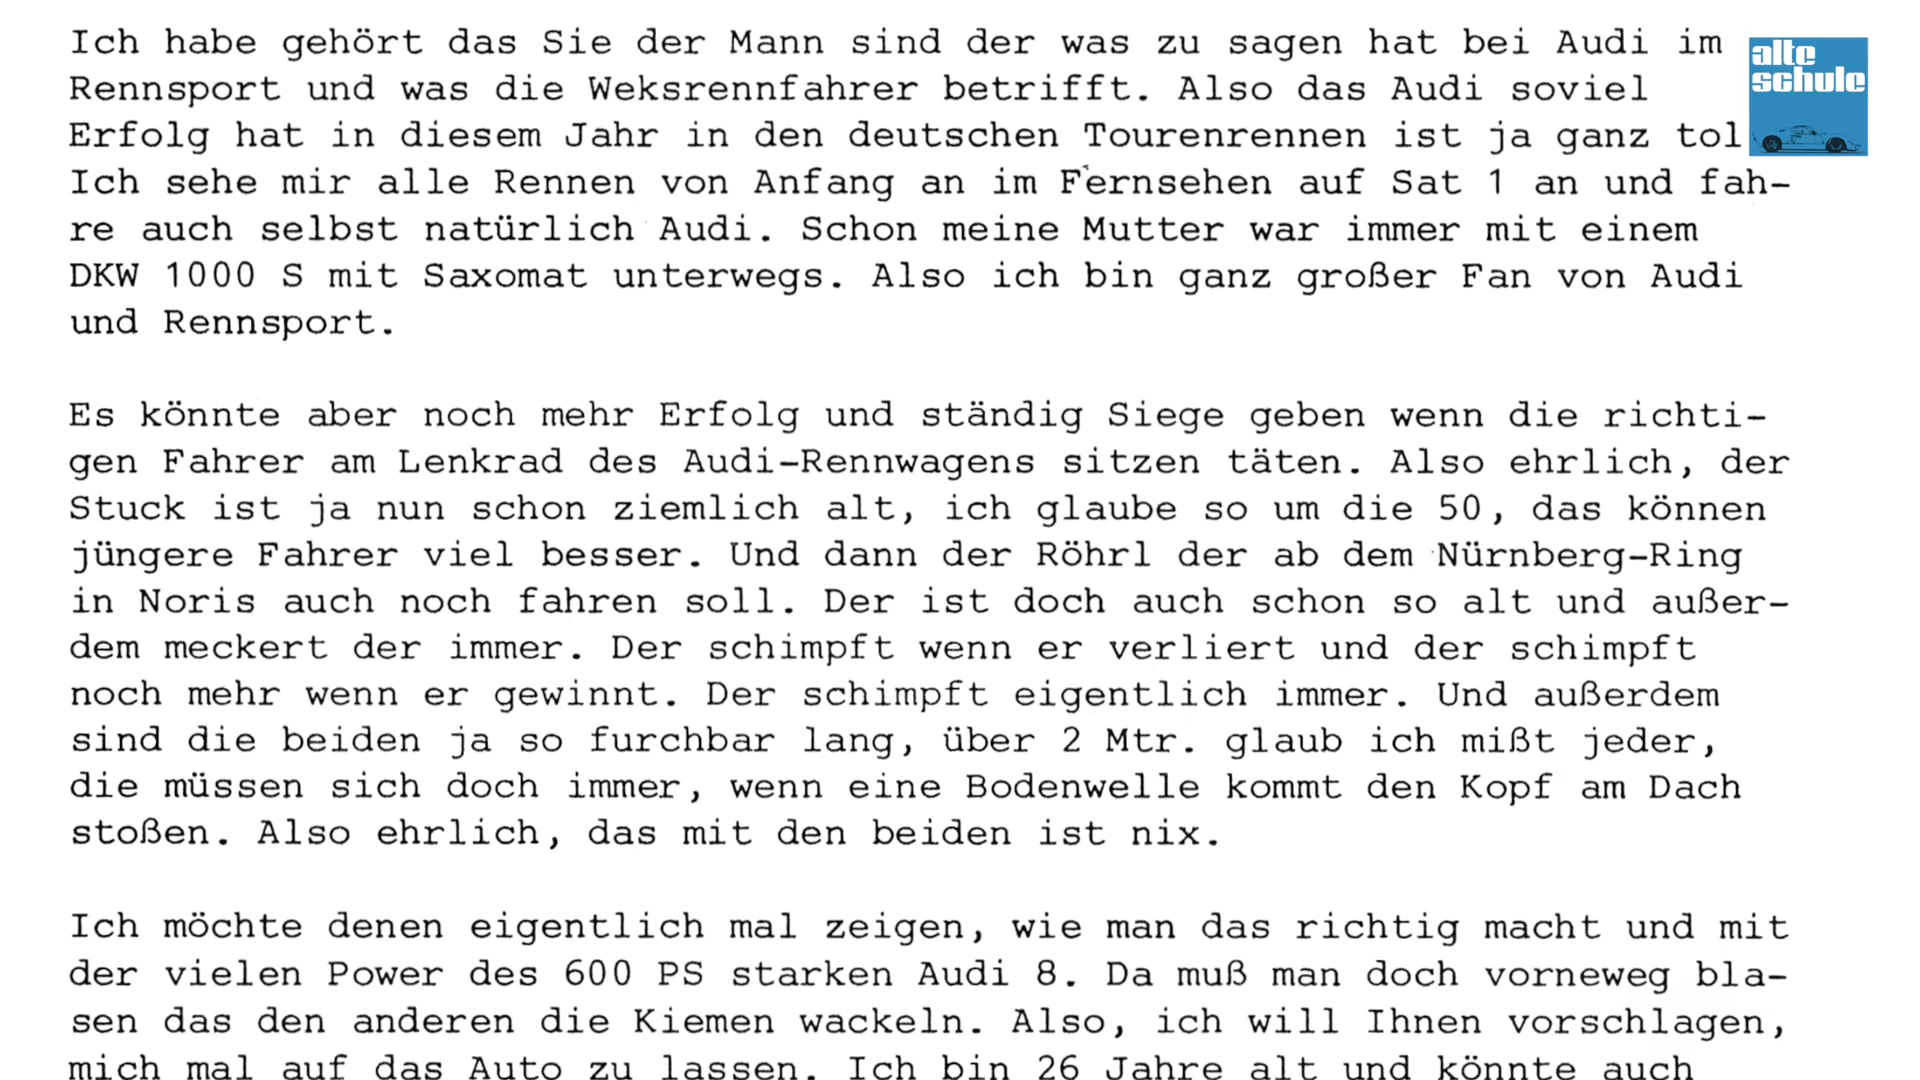 Ich habe gehört das Sie der Mann sind der was zu sagen hat bei Audi im
Rennsport und was die Weksrennfahrer betrifft. Also das Audi soviel
Erfolg hat in diesem Jahr in den deutschen Tourenrennen ist ja ganz tol
Ich sehe mir alle Rennen von Anfang an im Fernsehen auf Sat 1 an und fah-
re auch selbst natürlich Audi. Schon meine Mutter war immer mit einem
DKW 1000 S mit Saxomat unterwegs. Also ich bin ganz großer Fan von Audi
und Rennsport.
Es könnte aber noch mehr Erfolg und ständig Siege geben wenn die richti-
gen Fahrer am Lenkrad des Audi-Rennwagens sitzen täten. Also ehrlich, der
Stuck ist ja nun schon ziemlich alt, ich glaube so um die 50, das können
jüngere Fahrer viel besser. Und dann der Röhrl der ab dem Nürnberg-Ring
in Noris auch noch fahren soll. Der ist doch auch schon so alt und außer-
dem meckert der immer. Der schimpft wenn er verliert und der schimpft
noch mehr wenn er gewinnt. Der schimpft eigentlich immer. Und außerdem
sind die beiden ja so furchbar lang, über 2 Mtr. glaub ich mißt jeder,
die müssen sich doch immer, wenn eine Bodenwelle kommt den Kopf am Dach
stoßen. Also ehrlich, das mit den beiden ist nix.
Ich möchte denen eigentlich mal zeigen, wie man das richtig macht und mit
der vielen Power des 600 PS starken Audi 8. Da muß man doch vorneweg bla-
sen das den anderen die Kiemen wackeln. Also, ich will Ihnen vorschlagen,
mich mal auf das Auto zu lassen. Ich bin 26 Jahre alt und könnte auch
alte
schule